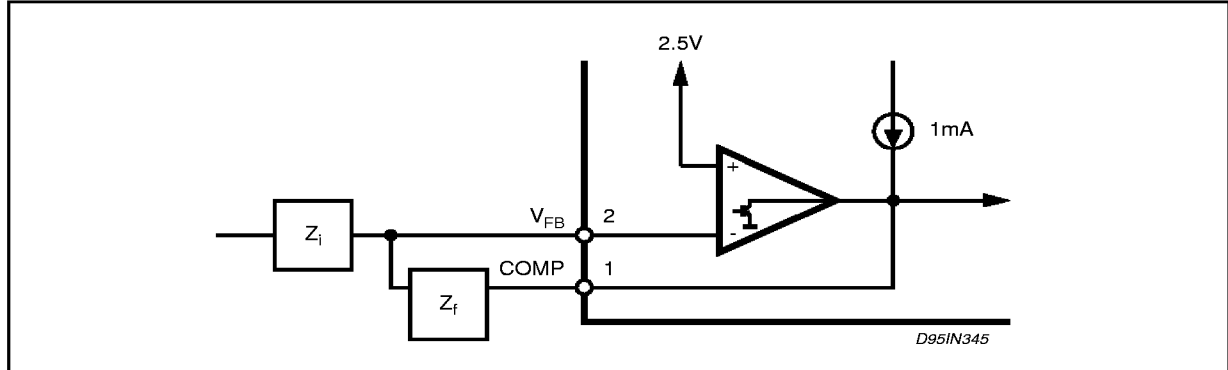 2.5V
1mA
+
-
Zi
VFB
2
COMP
1
Zf
D95IN345